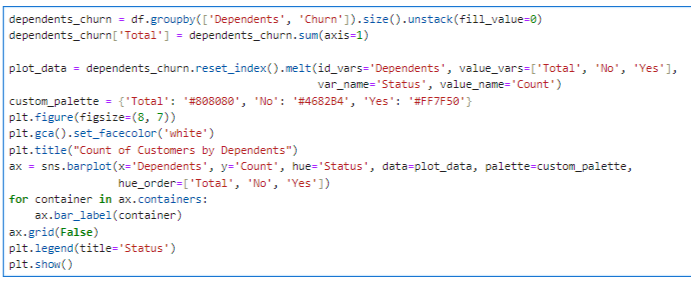 dependents_churn = df.groupby(['Dependents', 'Churn']).size().unstack(fill_value=0)
dependents_churn['Total'] = dependents_churn.sum(axis=1)

plot_data = dependents_churn.reset_index().melt(id_vars='Dependents', value_vars=['Total', 'No', 'Yes'],
                                                var_name='Status', value_name='Count')
custom_palette = {'Total': '#808080', 'No': '#4682B4', 'Yes': '#FF7F50'}
plt.figure(figsize=(8, 7))
plt.gca().set_facecolor('white')
plt.title("Count of Customers by Dependents")
ax = sns.barplot(x='Dependents', y='Count', hue='Status', data=plot_data, palette=custom_palette,
                 hue_order=['Total', 'No', 'Yes'])
for container in ax.containers:
    ax.bar_label(container)
ax.grid(False)
plt.legend(title='Status')
plt.show()